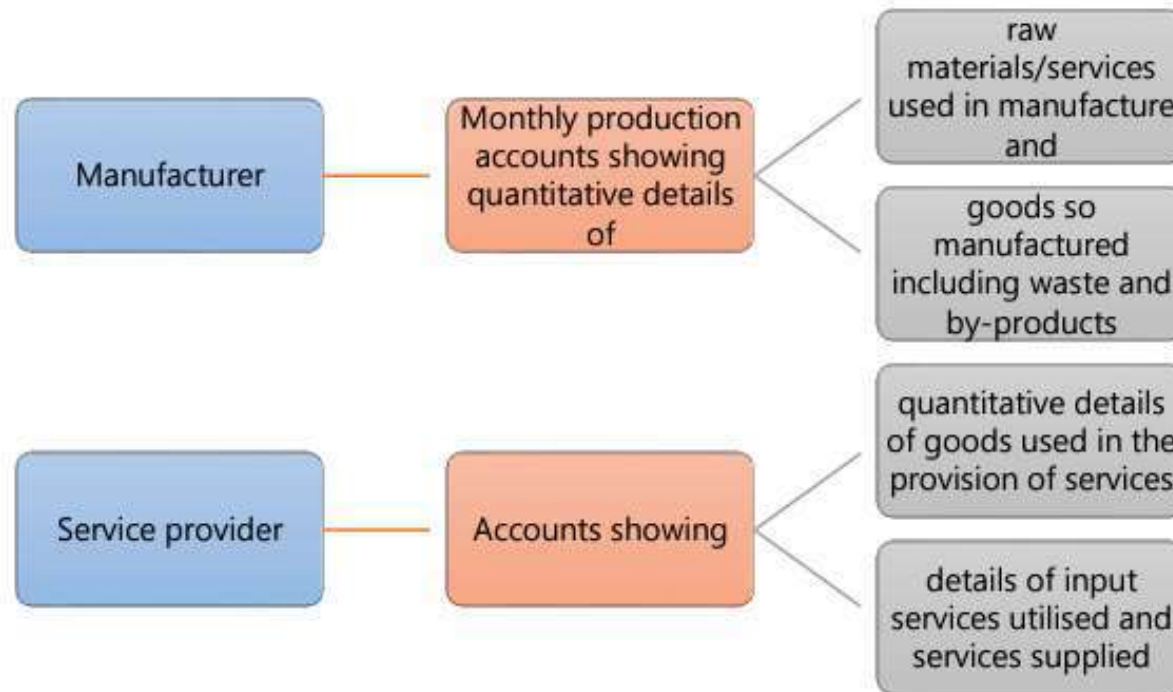 Manufacturer
Monthly production
accounts showing
quantitative details
of
raw
materials/services
used in manufacture
and
goods so
manufactured
including waste and
by-products
Service provider
Accounts showing
quantitative details
of goods used in the
provision of services
details of input
services utilised and
services supplied